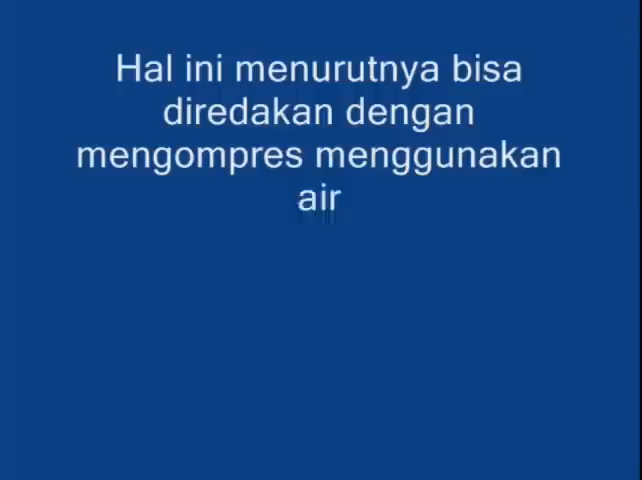 Hal ini menurutnya bisa
diredakan dengan
mengompres menggunakan
air